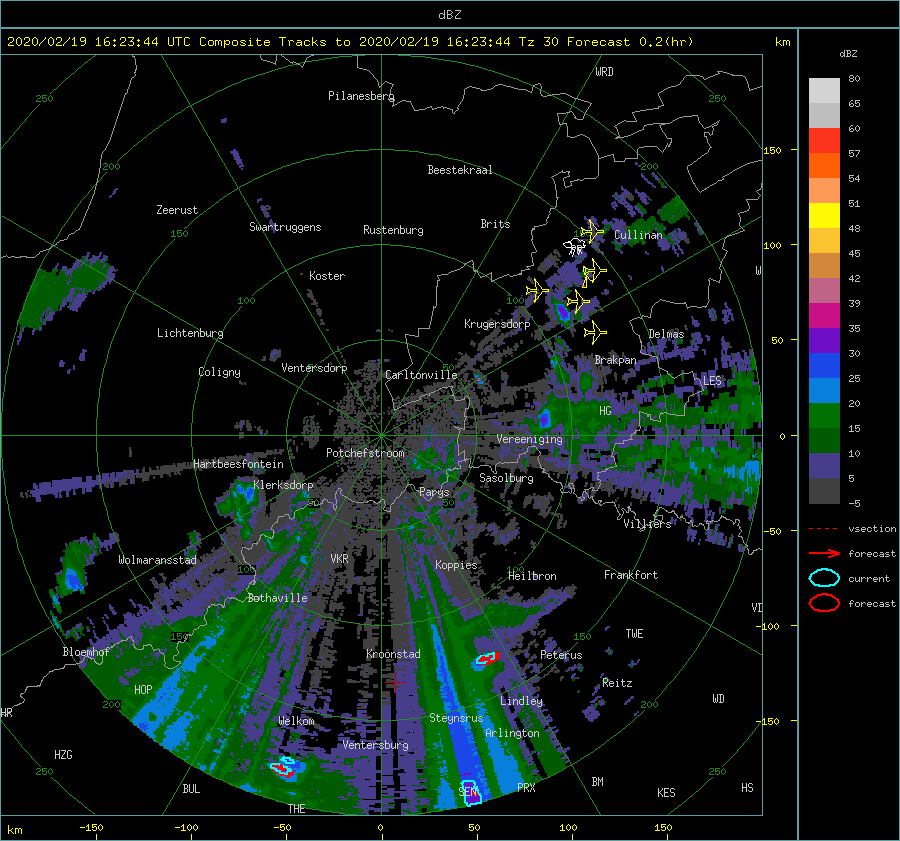 dBZ
2020/02/19 16:23:44 UTC Composite Tracks to 2020/02/19 16:23:44 Tz 30 Forecast 0.2(hr) km
dBZ
80
65
60
57
54
51
48
45
42
39
35
30
25
20
15
10
5
-5
vsection
forecast
current
forecast
WRD
250
250
Pilanesberg
150
200
200
Beestekraal
Zeerust
Swartruggens
Brits
150
Rustenburg
Cullinan
100
Koster
100
100
Lichtenburg
Krugersdorp
Delmas
50
Brakpan
Ventersdorp
Coligny
Carltonville
LES
HG
Vereeniging
0
Potchefstroom
Hartbeesfontein
Sasolburg
Klerksdorp
Parys
50
50
Villiers
-50
Wolmaransstad
VKR
Koppies
100
100
Heilbron
Frankfort
Bothaville
VD
-100
150
150
TWE
Bloemhof
Kroonstad
Peterus
Reitz
HOP
WD
200
200
Lindley
HR
Welkom
Steynsrus
-150
Arlington
Ventersburg
HZG
250
250
BUL
SEN
PRX
BM
KES
HS
THE
km
-150
-100
-50
0
50
100
150